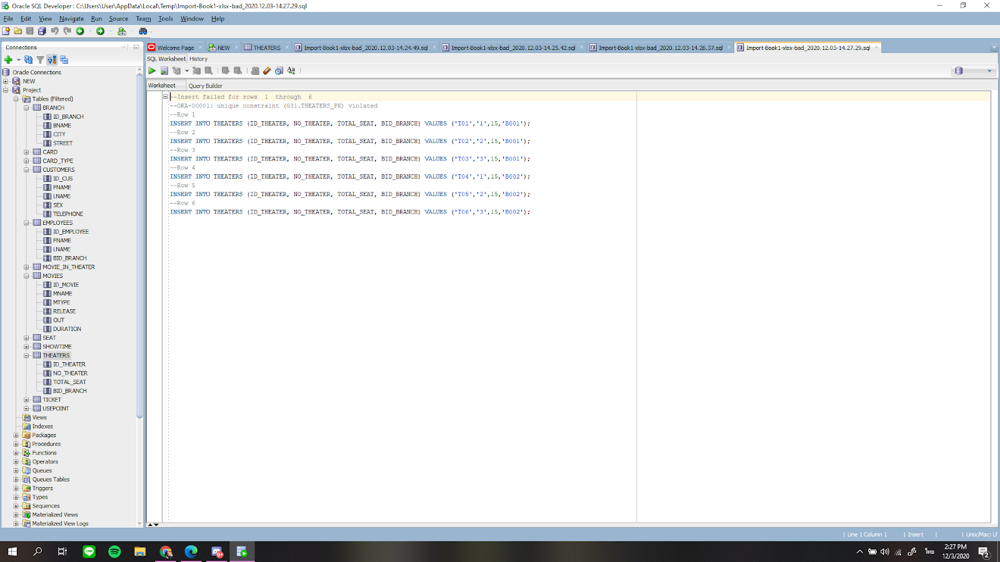 Oracle SQL Developer : C:\Users\User\AppData\Local\Temp\Import-Book1-xlsx-bad_2020.12.03-14.27.29.sql
File Edit View Navigate Run Source Team Tools Window Help
Connections
Welcome Page NEW THEATERS Import-Book1-xlsx-bad_2020.12.03-14.24.49.sql Import-Book1-xlsx-bad_2020.12.03-14.25.42.sql Import-Book1-xlsx-bad_2020.12.03-14.26.37.sql Import-Book1-xlsx-bad_2020.12.03-14.27.29.sql
SQL Worksheet History
Worksheet Query Builder
Oracle Connections
NEW
Project
Tables (Filtered)
BRANCH
ID_BRANCH
BNAME
CITY
STREET
CARD
CARD_TYPE
CUSTOMERS
ID_CUS
FNAME
LNAME
SEX
TELEPHONE
EMPLOYEES
ID_EMPLOYEE
FNAME
LNAME
BID_BRANCH
MOVIE_IN_THEATER
MOVIES
ID_MOVIE
MNAME
MTYPE
RELEASE
OUT
DURATION
SEAT
SHOWTIME
THEATERS
ID_THEATER
NO_THEATER
TOTAL_SEAT
BID_BRANCH
TICKET
USEPOINT
Views
Indexes
Packages
Procedures
Functions
Operators
Queues
Queues Tables
Triggers
Types
Sequences
Materialized Views
Materialized View Logs
--Insert failed for rows 1 through 6
--ORA-00001: unique constraint (G31.THEATERS_PK) violated
--Row 1
INSERT INTO THEATERS (ID_THEATER, NO_THEATER, TOTAL_SEAT, BID_BRANCH) VALUES ('T01','1',15,'B001');
--Row 2
INSERT INTO THEATERS (ID_THEATER, NO_THEATER, TOTAL_SEAT, BID_BRANCH) VALUES ('T02','2',15,'B001');
--Row 3
INSERT INTO THEATERS (ID_THEATER, NO_THEATER, TOTAL_SEAT, BID_BRANCH) VALUES ('T03','3',15,'B001');
--Row 4
INSERT INTO THEATERS (ID_THEATER, NO_THEATER, TOTAL_SEAT, BID_BRANCH) VALUES ('T04','1',15,'B002');
--Row 5
INSERT INTO THEATERS (ID_THEATER, NO_THEATER, TOTAL_SEAT, BID_BRANCH) VALUES ('T05','2',15,'B002');
--Row 6
INSERT INTO THEATERS (ID_THEATER, NO_THEATER, TOTAL_SEAT, BID_BRANCH) VALUES ('T06','3',15,'B002');
Line 1 Column 1 Insert Unix/Mac: LF
ไทย 2:27 PM
12/3/2020 2